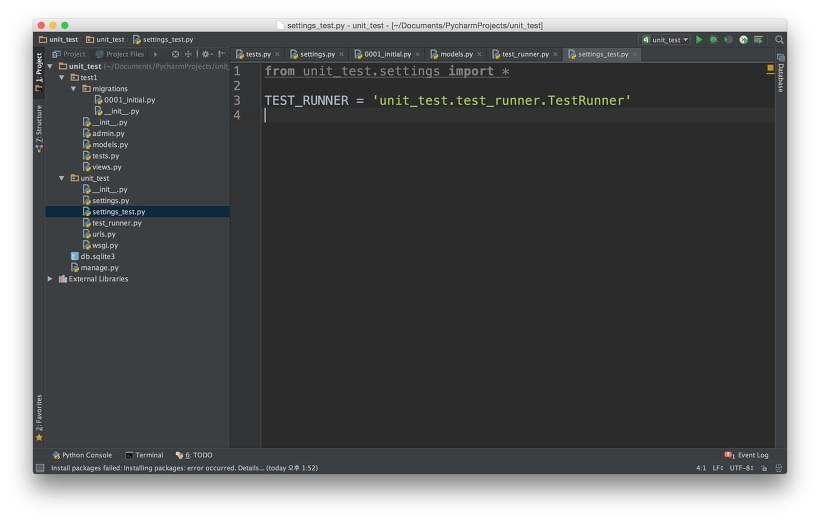 settings_test.py - unit_test - [~/Documents/PycharmProjects/unit_test]
unit_test unit_test settings_test.py unit_test
Project Project Files
tests.py settings.py 0001_initial.py models.py test_runner.py settings_test.py
1: Project
Z: Structure
2: Favorites
Database
unit_test (~/Documents/PycharmProjects/unit_
test1
migrations
0001_initial.py
__init__.py
__init__.py
admin.py
models.py
tests.py
views.py
unit_test
__init__.py
settings.py
settings_test.py
test_runner.py
urls.py
wsgi.py
db.sqlite3
manage.py
External Libraries
1 from unit_test.settings import *
2
3 TEST_RUNNER = 'unit_test.test_runner.TestRunner'
4
Python Console Terminal 6: TODO 1 Event Log
Install packages failed: Installing packages: error occurred. Details... (today 오후 1:52) 4:1 LF÷ UTF-8÷